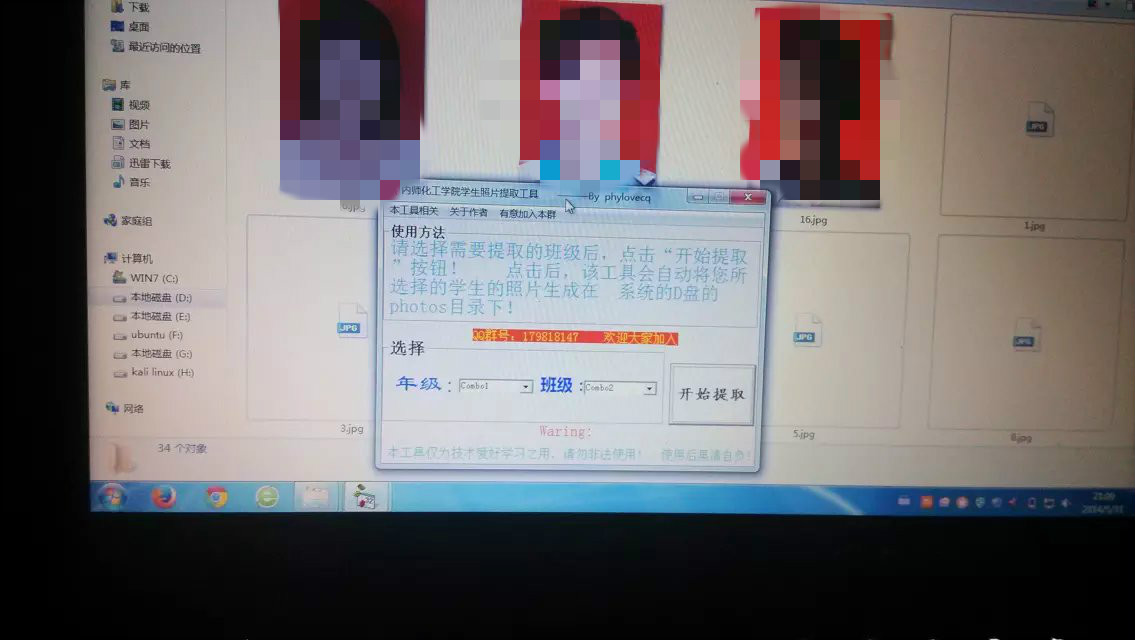 下载
桌面
最近访问的位置
库
视频
图片
文档
迅雷下载
音乐
家庭组
计算机
WIN7 (C:)
本地磁盘 (D:)
本地磁盘 (E:)
ubuntu (F:)
本地磁盘 (G:)
kali linux (H:)
网络
34 个对象
16.jpg
1.jpg
3.jpg
5.jpg
8.jpg
JPG
JPG
JPG
JPG
内师化工学院学生照片提取工具 ———By phylovecq
本工具相关 关于作者 有意加入本群
使用方法
请选择需要提取的班级后，点击“开始提取
”按钮！ 点击后，该工具会自动将您所
选择的学生的照片生成在 系统的D盘的
photos目录下！
QQ群号：179818147 欢迎大家加入
选择
年级：Combo1 班级：Combo2
开始提取
Waring:
本工具仅为技术爱好学习之用，请勿非法使用！ 使用后果请自负！
21:09